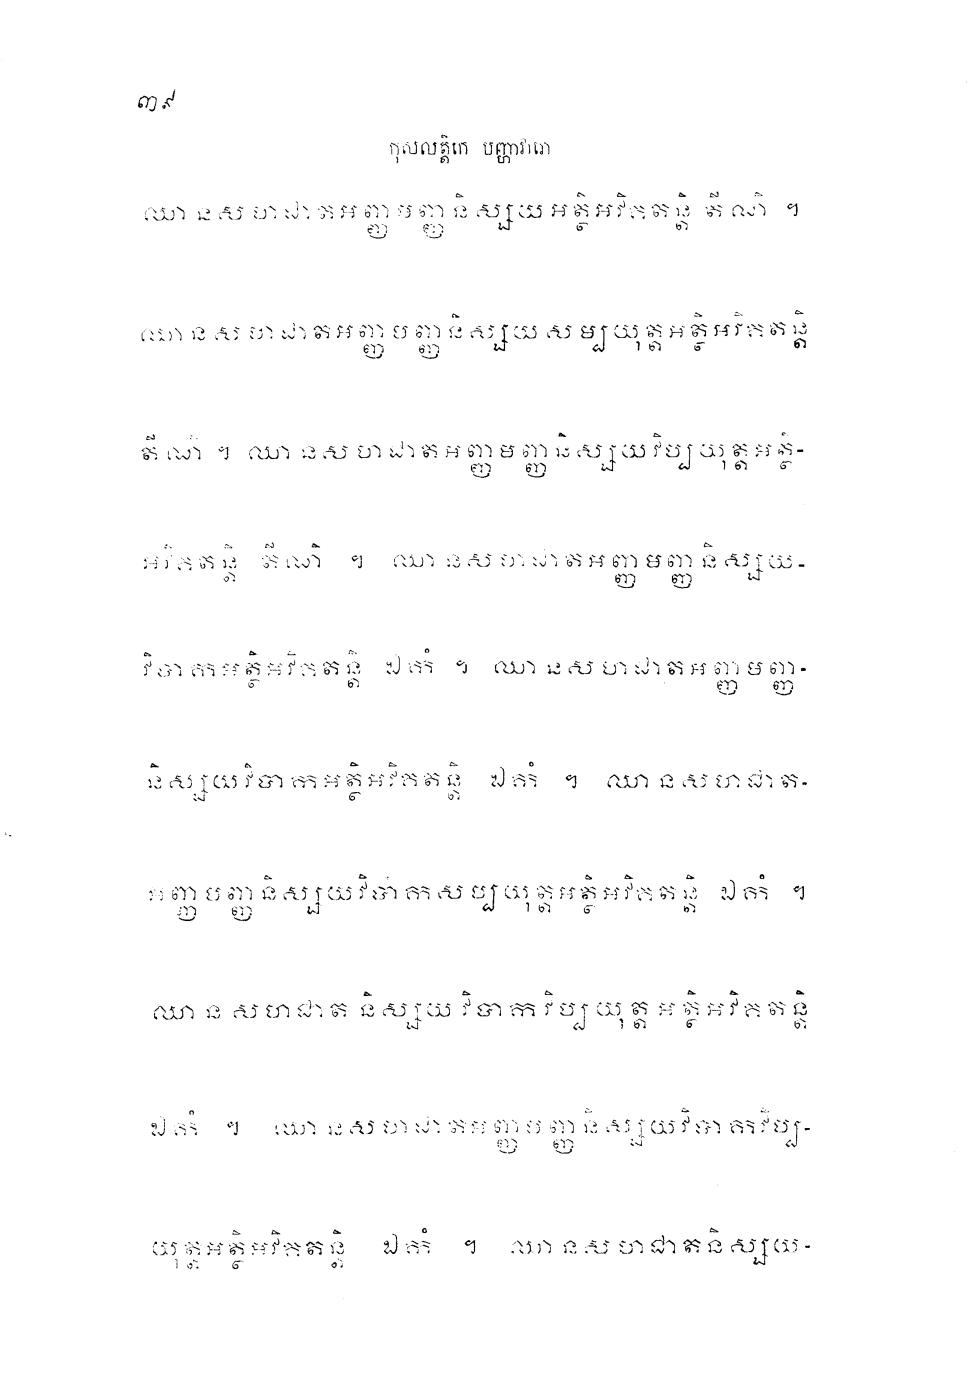 ៣៩
កុសលត្តិកេ បញ្ហាវារោ
ឈានសហជាតអញ្ញមញ្ញនិស្សយអត្ថិអវិគតន្តិ តីណិ ។
ឈានសហជាតអញ្ញមញ្ញនិស្សយសម្បយុត្តអត្ថិអវិគតន្តិ
តីណិ ។ ឈានសហជាតអញ្ញមញ្ញនិស្សយវិប្បយុត្តអត្ថិ-
អវិគតន្តិ តីណិ ។ ឈានសហជាតអញ្ញមញ្ញនិស្សយ-
វិបាកអត្ថិអវិគតន្តិ ឯកំ ។ ឈានសហជាតអញ្ញមញ្ញ-
និស្សយវិបាកអត្ថិអវិគតន្តិ ឯកំ ។ ឈានសហជាត-
អញ្ញមញ្ញនិស្សយវិបាកសម្បយុត្តអត្ថិអវិគតន្តិ ឯកំ ។
ឈានសហជាតនិស្សយវិបាកវិប្បយុត្តអត្ថិអវិគតន្តិ
ឯកំ ។ ឈានសហជាតអញ្ញមញ្ញនិស្សយវិបាកវិប្ប-
យុត្តអត្ថិអវិគតន្តិ ឯកំ ។ ឈានសហជាតនិស្សយ-